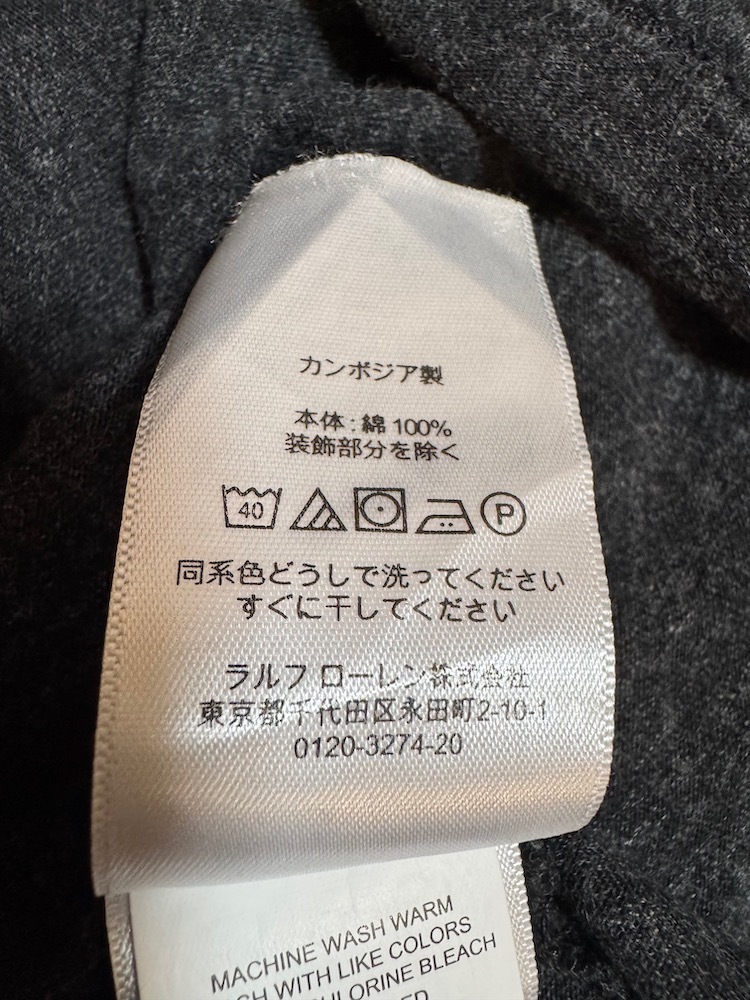 カンボジア製
本体：綿 100%
装飾部分を除く
40 P
同系色どうしで洗ってください
すぐに干してください
ラルフ ローレン株式会社
東京都千代田区永田町2-10-1
0120-3274-20
MACHINE WASH WARM
WITH LIKE COLORS
BLEACH